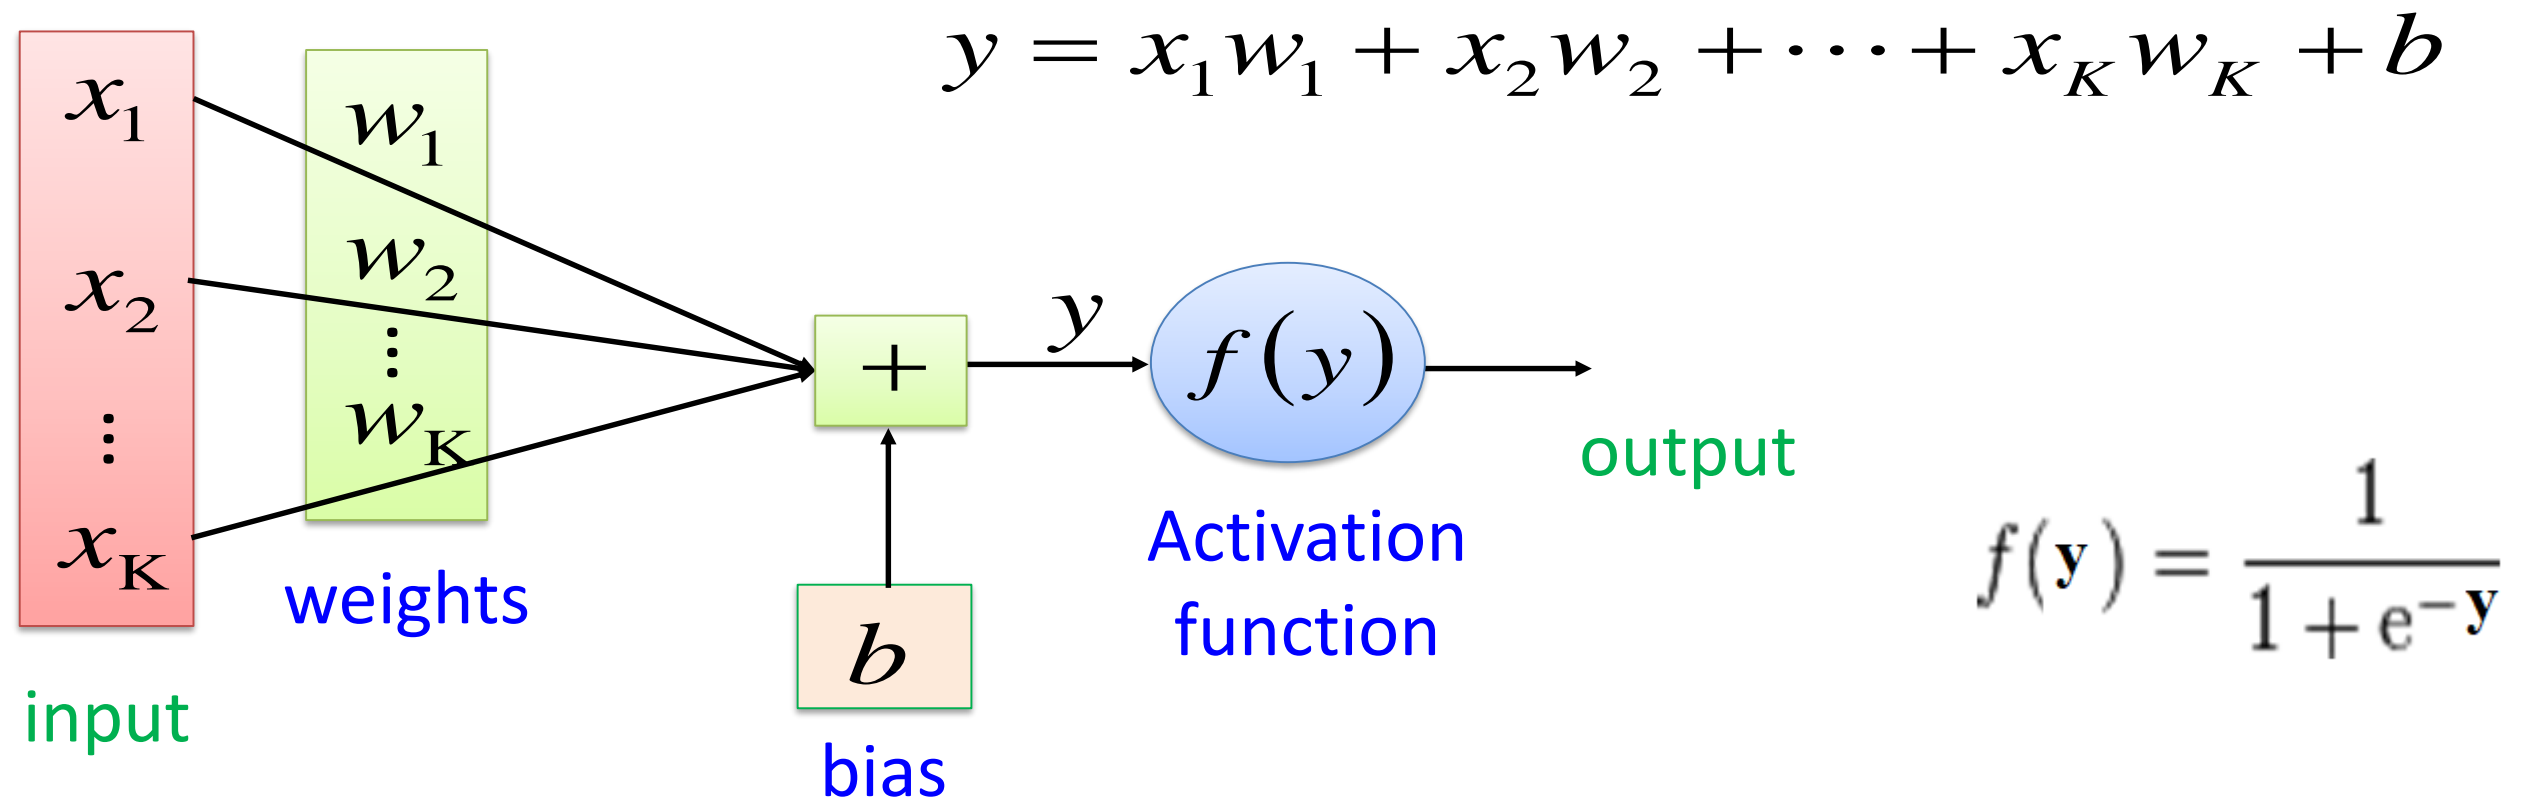 y = x₁w₁ + x₂w₂ + ⋯ + x_K w_K + b
x₁
x₂
⋮
x_K
input
w₁
w₂
⋮
w_K
weights
+
b
bias
y
f(y)
Activation
function
output
f(y) = 1 / (1 + e^(−y))